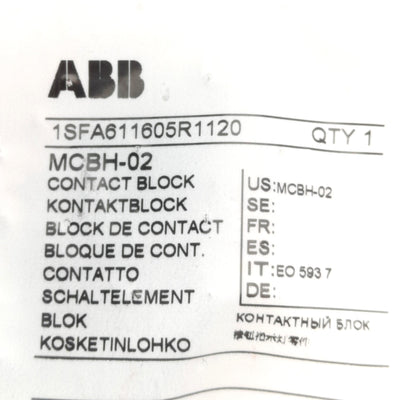 ABB
1SFA611605R1120 QTY 1
MCBH-02
CONTACT BLOCK
KONTAKTBLOCK
BLOCK DE CONTACT
BLOQUE DE CONT.
CONTATTO
SCHALTELEMENT
BLOK
KOSKETINLOHKO
US:MCBH-02
SE:
FR:
ES:
IT:EO 593 7
DE:
КОНТАКТНЫЙ БЛОК